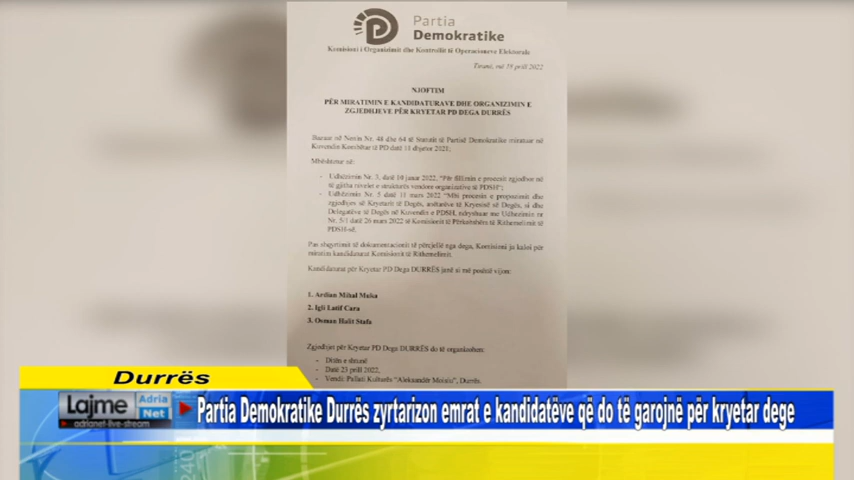 Partia
Demokratike
Komisioni i Organizimit dhe Kontrollit të Operacioneve Elektorale
Tiranë, më 19 prill 2022
NJOFTIM
PËR MIRATIMIN E KANDIDATURAVE DHE ORGANIZIMIN E
ZGJEDHJEVE PËR KRYETAR PD DEGA DURRËS
Bazuar në Nenin Nr. 48 dhe 64 të Statutit të Partisë Demokratike miratuar në
Kuvendin Kombëtar të PD datë 11 dhjetor 2021;
Mbështetur në:
- Udhëzimin Nr. 3, datë 10 janar 2022, "Për fillimin e procesit zgjedhor në
të gjitha nivelet e strukturës vendore organizative të PDSH";
- Udhëzimin Nr. 5 datë 11 mars 2022 "Mbi procesin e propozimit dhe
zgjedhjes së Kryetarit të Degës, anëtarëve të Kryesisë së Degës, si dhe
Delegatëve të Degës në Kuvendin e PDSH, ndryshuar me Udhëzimin nr
Nr. 5/1 datë 26 mars 2022 të Komisionit të Përkohshëm të Rithemelimit të
PDSH-së.
Pas shqyrtimit të dokumentacionit të përcjellë nga dega, Komisioni ja kaloi për
miratim kandidaturat Komisionit të Rithemelimit.
Kandidaturat për Kryetar PD Dega DURRËS janë si më poshtë vijon:
1. Ardian Mihal Muka
2. Igli Latif Cara
3. Osman Halit Stafa
Zgjedhjet për Kryetar PD Dega DURRËS do të organizohen:
- Ditën e shtunë
- Datë 23 prill 2022,
- Vendi: Pallati Kulturës "Aleksandër Moisiu", Durrës.
Durrës
Lajme Adria Net
adrianet-live-stream
Partia Demokratike Durrës zyrtarizon emrat e kandidatëve që do të garojnë për kryetar dege